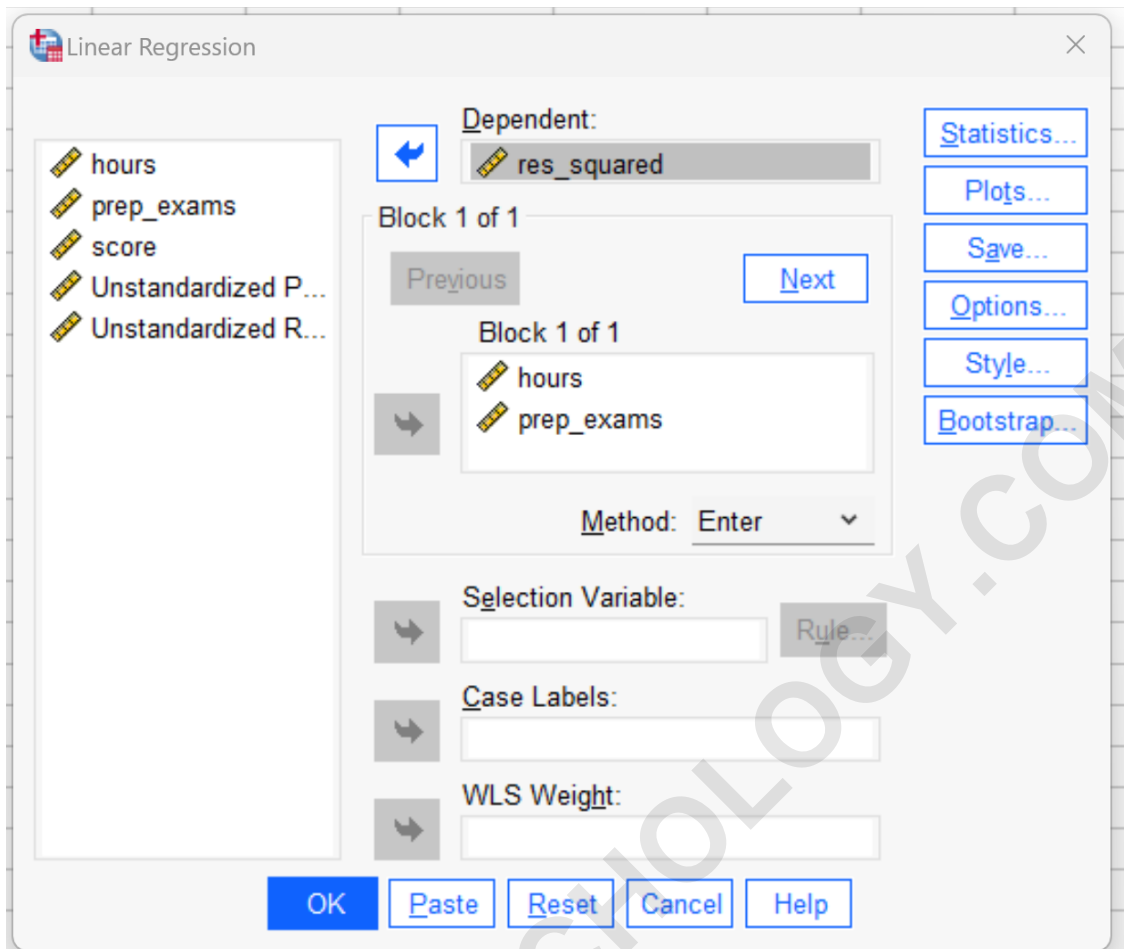 Linear Regression
hours
prep_exams
score
Unstandardized P...
Unstandardized R...
Dependent:
res_squared
Block 1 of 1
Previous
Next
Block 1 of 1
hours
prep_exams
Method: Enter
Selection Variable:
Rule...
Case Labels:
WLS Weight:
Statistics...
Plots...
Save...
Options...
Style...
Bootstrap...
OK
Paste
Reset
Cancel
Help